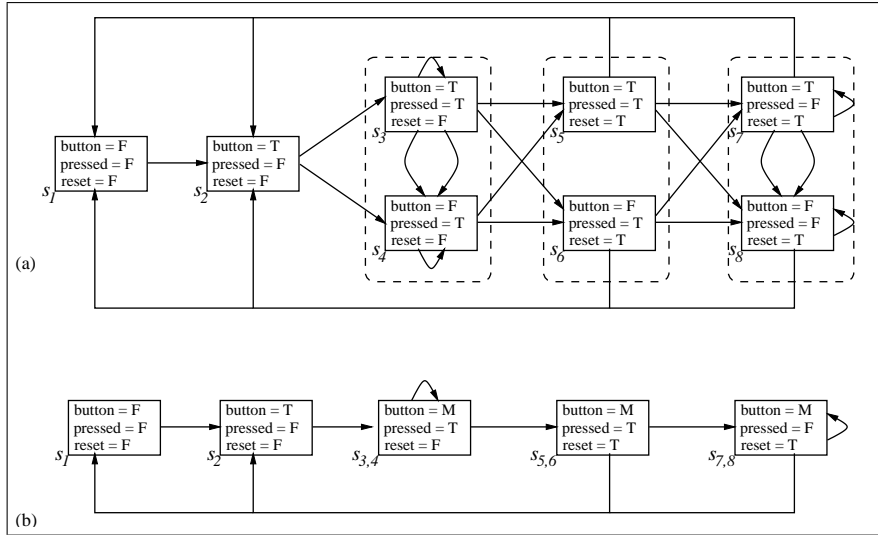 button = T
pressed = T
reset = F
s3
button = T
pressed = T
reset = T
s5
button = T
pressed = F
reset = T
s7
button = F
pressed = F
reset = F
s1
button = T
pressed = F
reset = F
s2
button = F
pressed = T
reset = F
s4
button = F
pressed = T
reset = T
s6
button = F
pressed = F
reset = T
s8
(a)
button = F
pressed = F
reset = F
s1
button = T
pressed = F
reset = F
s2
button = M
pressed = T
reset = F
s3,4
button = M
pressed = T
reset = T
s5,6
button = M
pressed = F
reset = T
s7,8
(b)